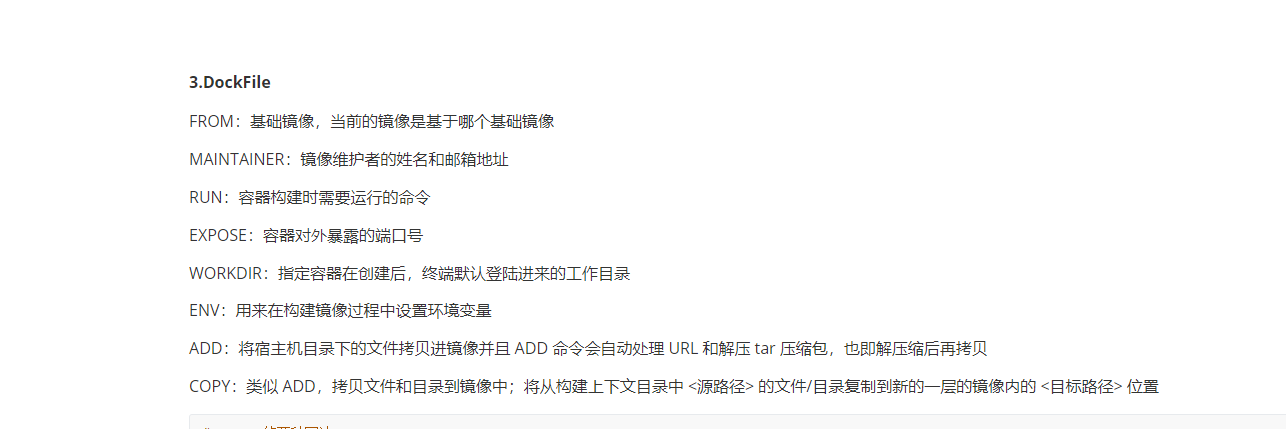 3.DockFile
FROM：基础镜像，当前的镜像是基于哪个基础镜像
MAINTAINER：镜像维护者的姓名和邮箱地址
RUN：容器构建时需要运行的命令
EXPOSE：容器对外暴露的端口号
WORKDIR：指定容器在创建后，终端默认登陆进来的工作目录
ENV：用来在构建镜像过程中设置环境变量
ADD：将宿主机目录下的文件拷贝进镜像并且 ADD 命令会自动处理 URL 和解压 tar 压缩包，也即解压缩后再拷贝
COPY：类似 ADD，拷贝文件和目录到镜像中；将从构建上下文目录中 <源路径> 的文件/目录复制到新的一层的镜像内的 <目标路径> 位置